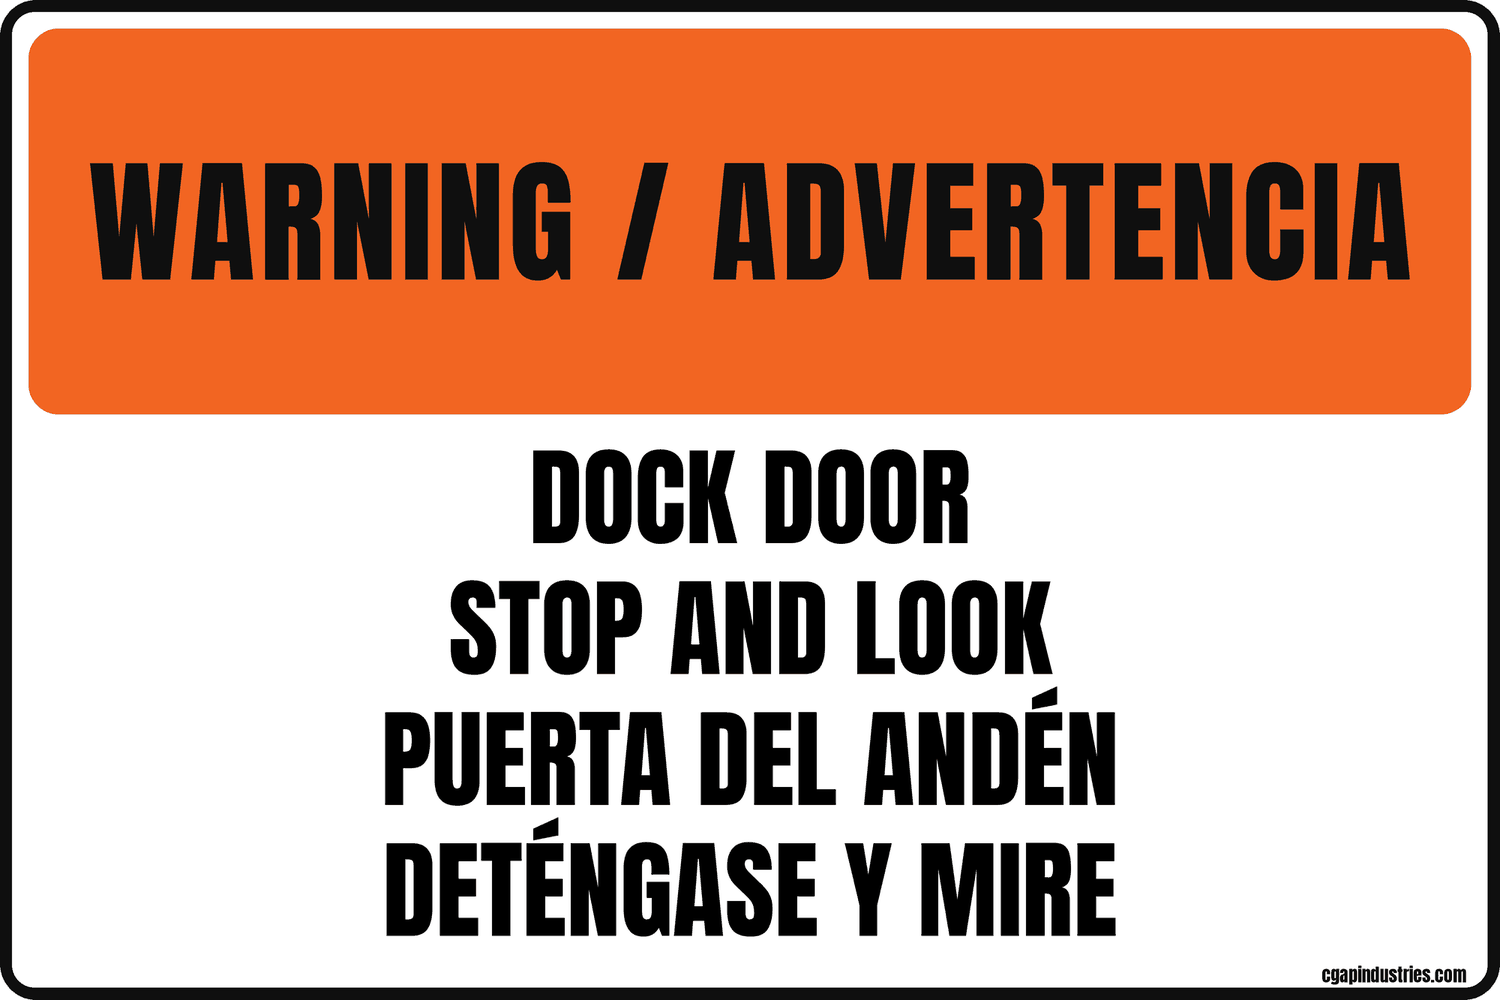 WARNING / ADVERTENCIA
DOCK DOOR
STOP AND LOOK
PUERTA DEL ANDÉN
DETÉNGASE Y MIRE
cgapindustries.com